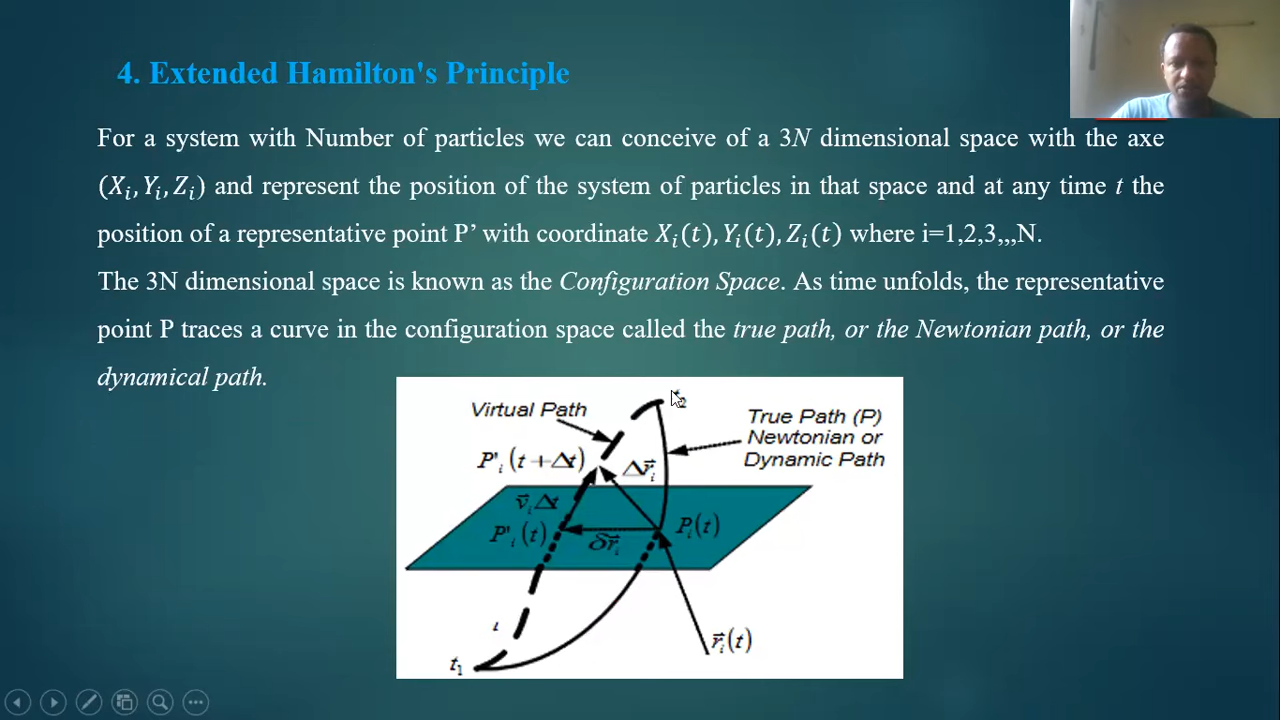 4. Extended Hamilton's Principle
For a system with Number of particles we can conceive of a 3N dimensional space with the axe
(Xᵢ, Yᵢ, Zᵢ) and represent the position of the system of particles in that space and at any time t the
position of a representative point P’ with coordinate Xᵢ(t), Yᵢ(t), Zᵢ(t) where i=1,2,3,,,N.
The 3N dimensional space is known as the Configuration Space. As time unfolds, the representative
point P traces a curve in the configuration space called the true path, or the Newtonian path, or the
dynamical path.
Virtual Path
True Path (P)
Newtonian or
Dynamic Path
P'ᵢ(t+Δt)
Δr⃗ᵢ
v⃗ᵢΔt
P'ᵢ(t)
δr⃗ᵢ
Pᵢ(t)
r⃗ᵢ(t)
t₁